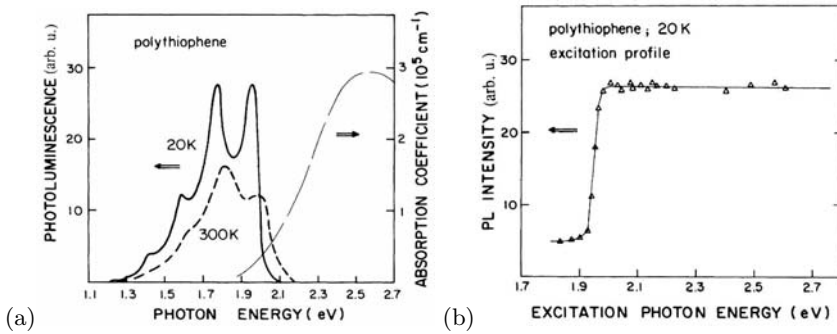 polythiophene
20K
300K
PHOTOLUMINESCENCE (arb. u.)
30
20
10
ABSORPTION COEFFICIENT (10⁵cm⁻¹)
3
2
1
1.1 1.3 1.5 1.7 1.9 2.1 2.3 2.5 2.7
PHOTON ENERGY (eV)
(a)
polythiophene ; 20K
excitation profile
PL INTENSITY (arb. u.)
30
20
10
1.7 1.9 2.1 2.3 2.5 2.7
EXCITATION PHOTON ENERGY (eV)
(b)